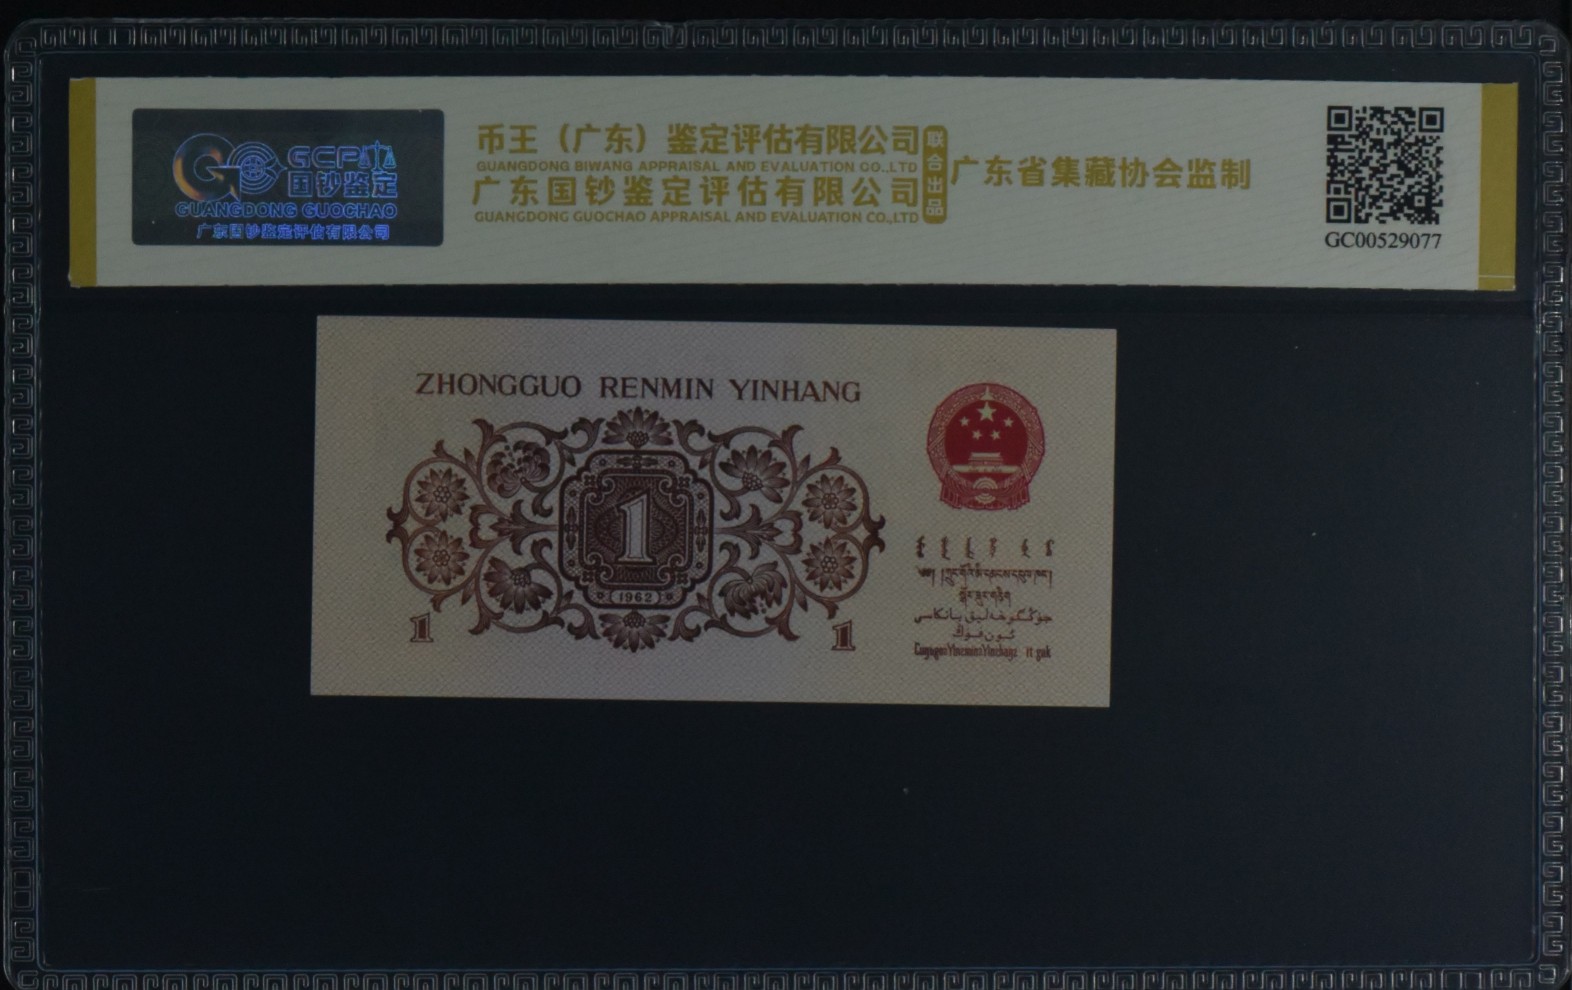 GCP
国钞鉴定
GUANGDONG GUOCHAO
广东国钞鉴定评估有限公司
币王（广东）鉴定评估有限公司
GUANGDONG BIWANG APPRAISAL AND EVALUATION CO.,LTD
广东国钞鉴定评估有限公司
GUANGDONG GUOCHAO APPRAISAL AND EVALUATION CO.,LTD
联合出品
广东省集藏协会监制
GC00529077
ZHONGGUO RENMIN YINHANG
1
1962
1
1